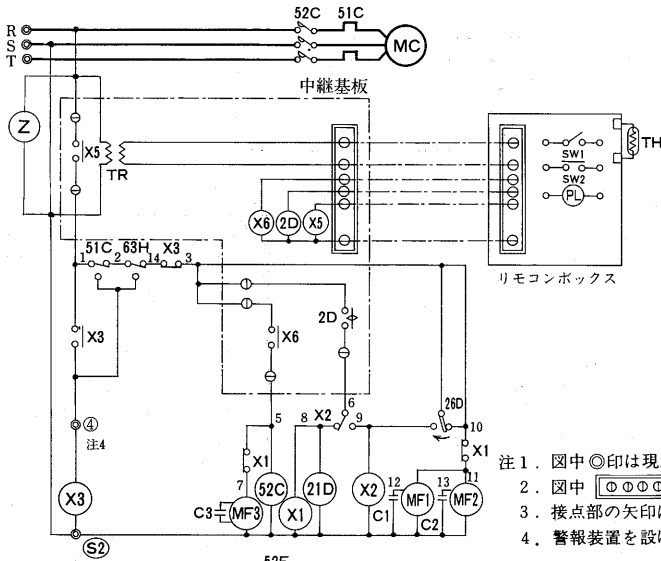 52C 51C
R
S
T
MC
中継基板
Z
X5
TR
TH
SW1
SW2
PL
X6 2D X5
リモコンボックス
51C 63H X3
1 2 14 3
X3
X6
2D
④
注4
6
X2
8 9
26D
10
5
X1
X1
7
12 13 11
X3
C3
MF3
52C
X1
21D
X2
C1
MF1
C2
MF2
S2
注1. 図中◎印は現
2. 図中
3. 接点部の矢印
4. 警報装置を設